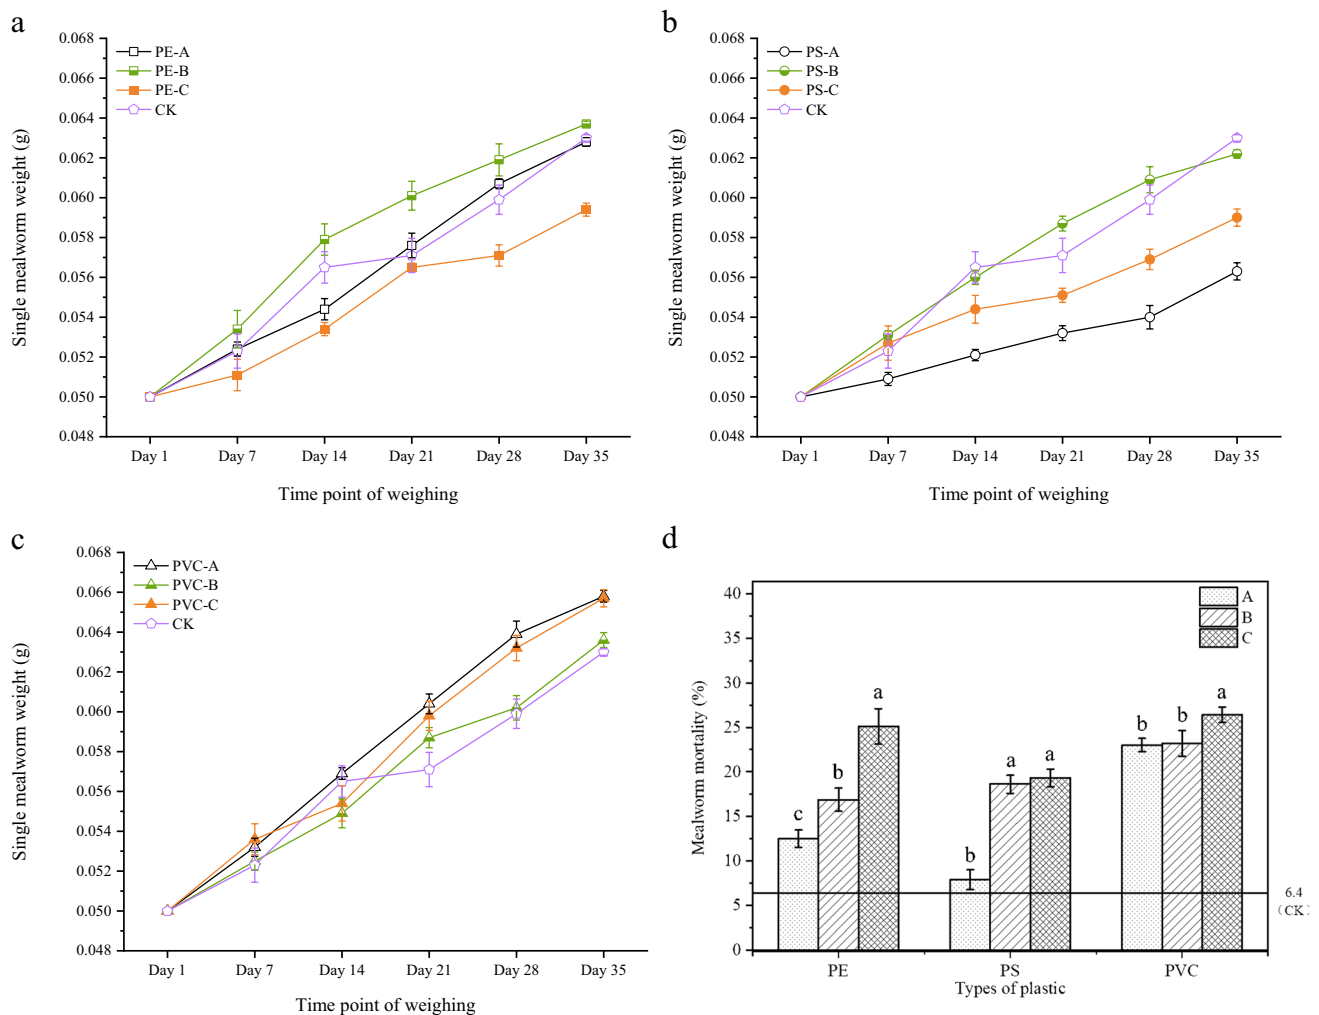 a
0.068
0.066
0.064
0.062
0.060
0.058
0.056
0.054
0.052
0.050
0.048
Single mealworm weight (g)
PE-A
PE-B
PE-C
CK
Day 1 Day 7 Day 14 Day 21 Day 28 Day 35
Time point of weighing
b
0.068
0.066
0.064
0.062
0.060
0.058
0.056
0.054
0.052
0.050
0.048
Single mealworm weight (g)
PS-A
PS-B
PS-C
CK
Day 1 Day 7 Day 14 Day 21 Day 28 Day 35
Time point of weighing
c
0.068
0.066
0.064
0.062
0.060
0.058
0.056
0.054
0.052
0.050
0.048
Single mealworm weight (g)
PVC-A
PVC-B
PVC-C
CK
Day 1 Day 7 Day 14 Day 21 Day 28 Day 35
Time point of weighing
d
40
35
30
25
20
15
10
5
0
Mealworm mortality (%)
A
B
C
c b a b a a b b a
6.4
(CK)
PE PS PVC
Types of plastic